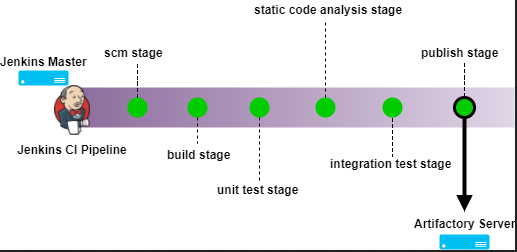 static code analysis stage
scm stage
publish stage
Jenkins Master
Jenkins CI Pipeline
build stage
integration test stage
unit test stage
Artifactory Server